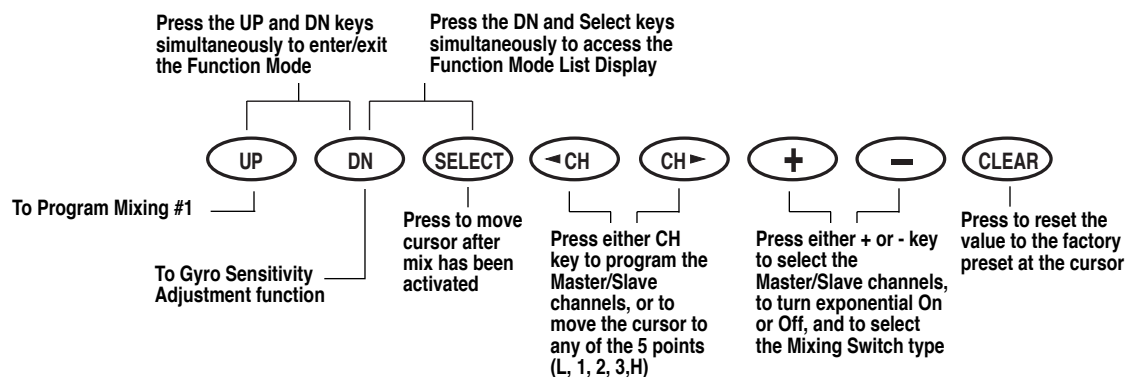 Press the UP and DN keys
simultaneously to enter/exit
the Function Mode
Press the DN and Select keys
simultaneously to access the
Function Mode List Display
UP
DN
SELECT
◄CH
CH►
+
−
CLEAR
To Program Mixing #1
To Gyro Sensitivity
Adjustment function
Press to move
cursor after
mix has been
activated
Press either CH
key to program the
Master/Slave
channels, or to
move the cursor to
any of the 5 points
(L, 1, 2, 3,H)
Press either + or - key
to select the
Master/Slave channels,
to turn exponential On
or Off, and to select
the Mixing Switch type
Press to reset the
value to the factory
preset at the cursor